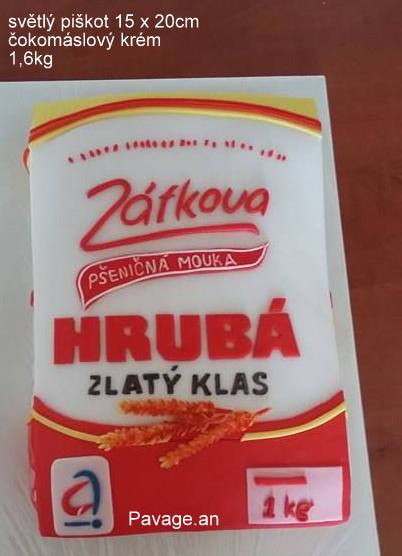 světlý piškot 15 x 20cm
čokomáslový krém
1,6kg
Zátkova
PŠENIČNÁ MOUKA
HRUBÁ
ZLATÝ KLAS
a
1 kg
Pavage.an